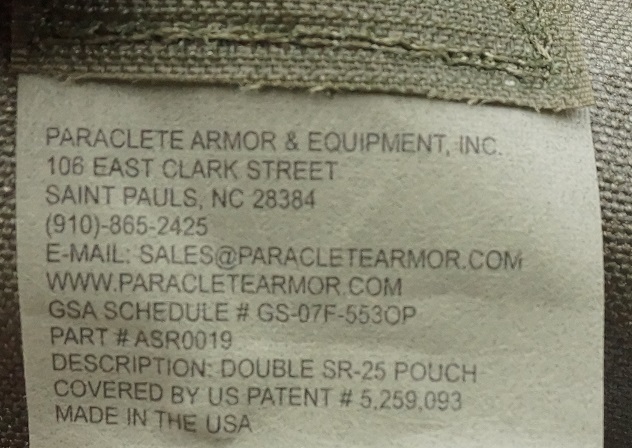 PARACLETE ARMOR & EQUIPMENT, INC.
106 EAST CLARK STREET
SAINT PAULS, NC 28384
(910)-865-2425
E-MAIL: SALES@PARACLETEARMOR.COM
WWW.PARACLETEARMOR.COM
GSA SCHEDULE # GS-07F-553OP
PART # ASR0019
DESCRIPTION: DOUBLE SR-25 POUCH
COVERED BY US PATENT # 5,259,093
MADE IN THE USA